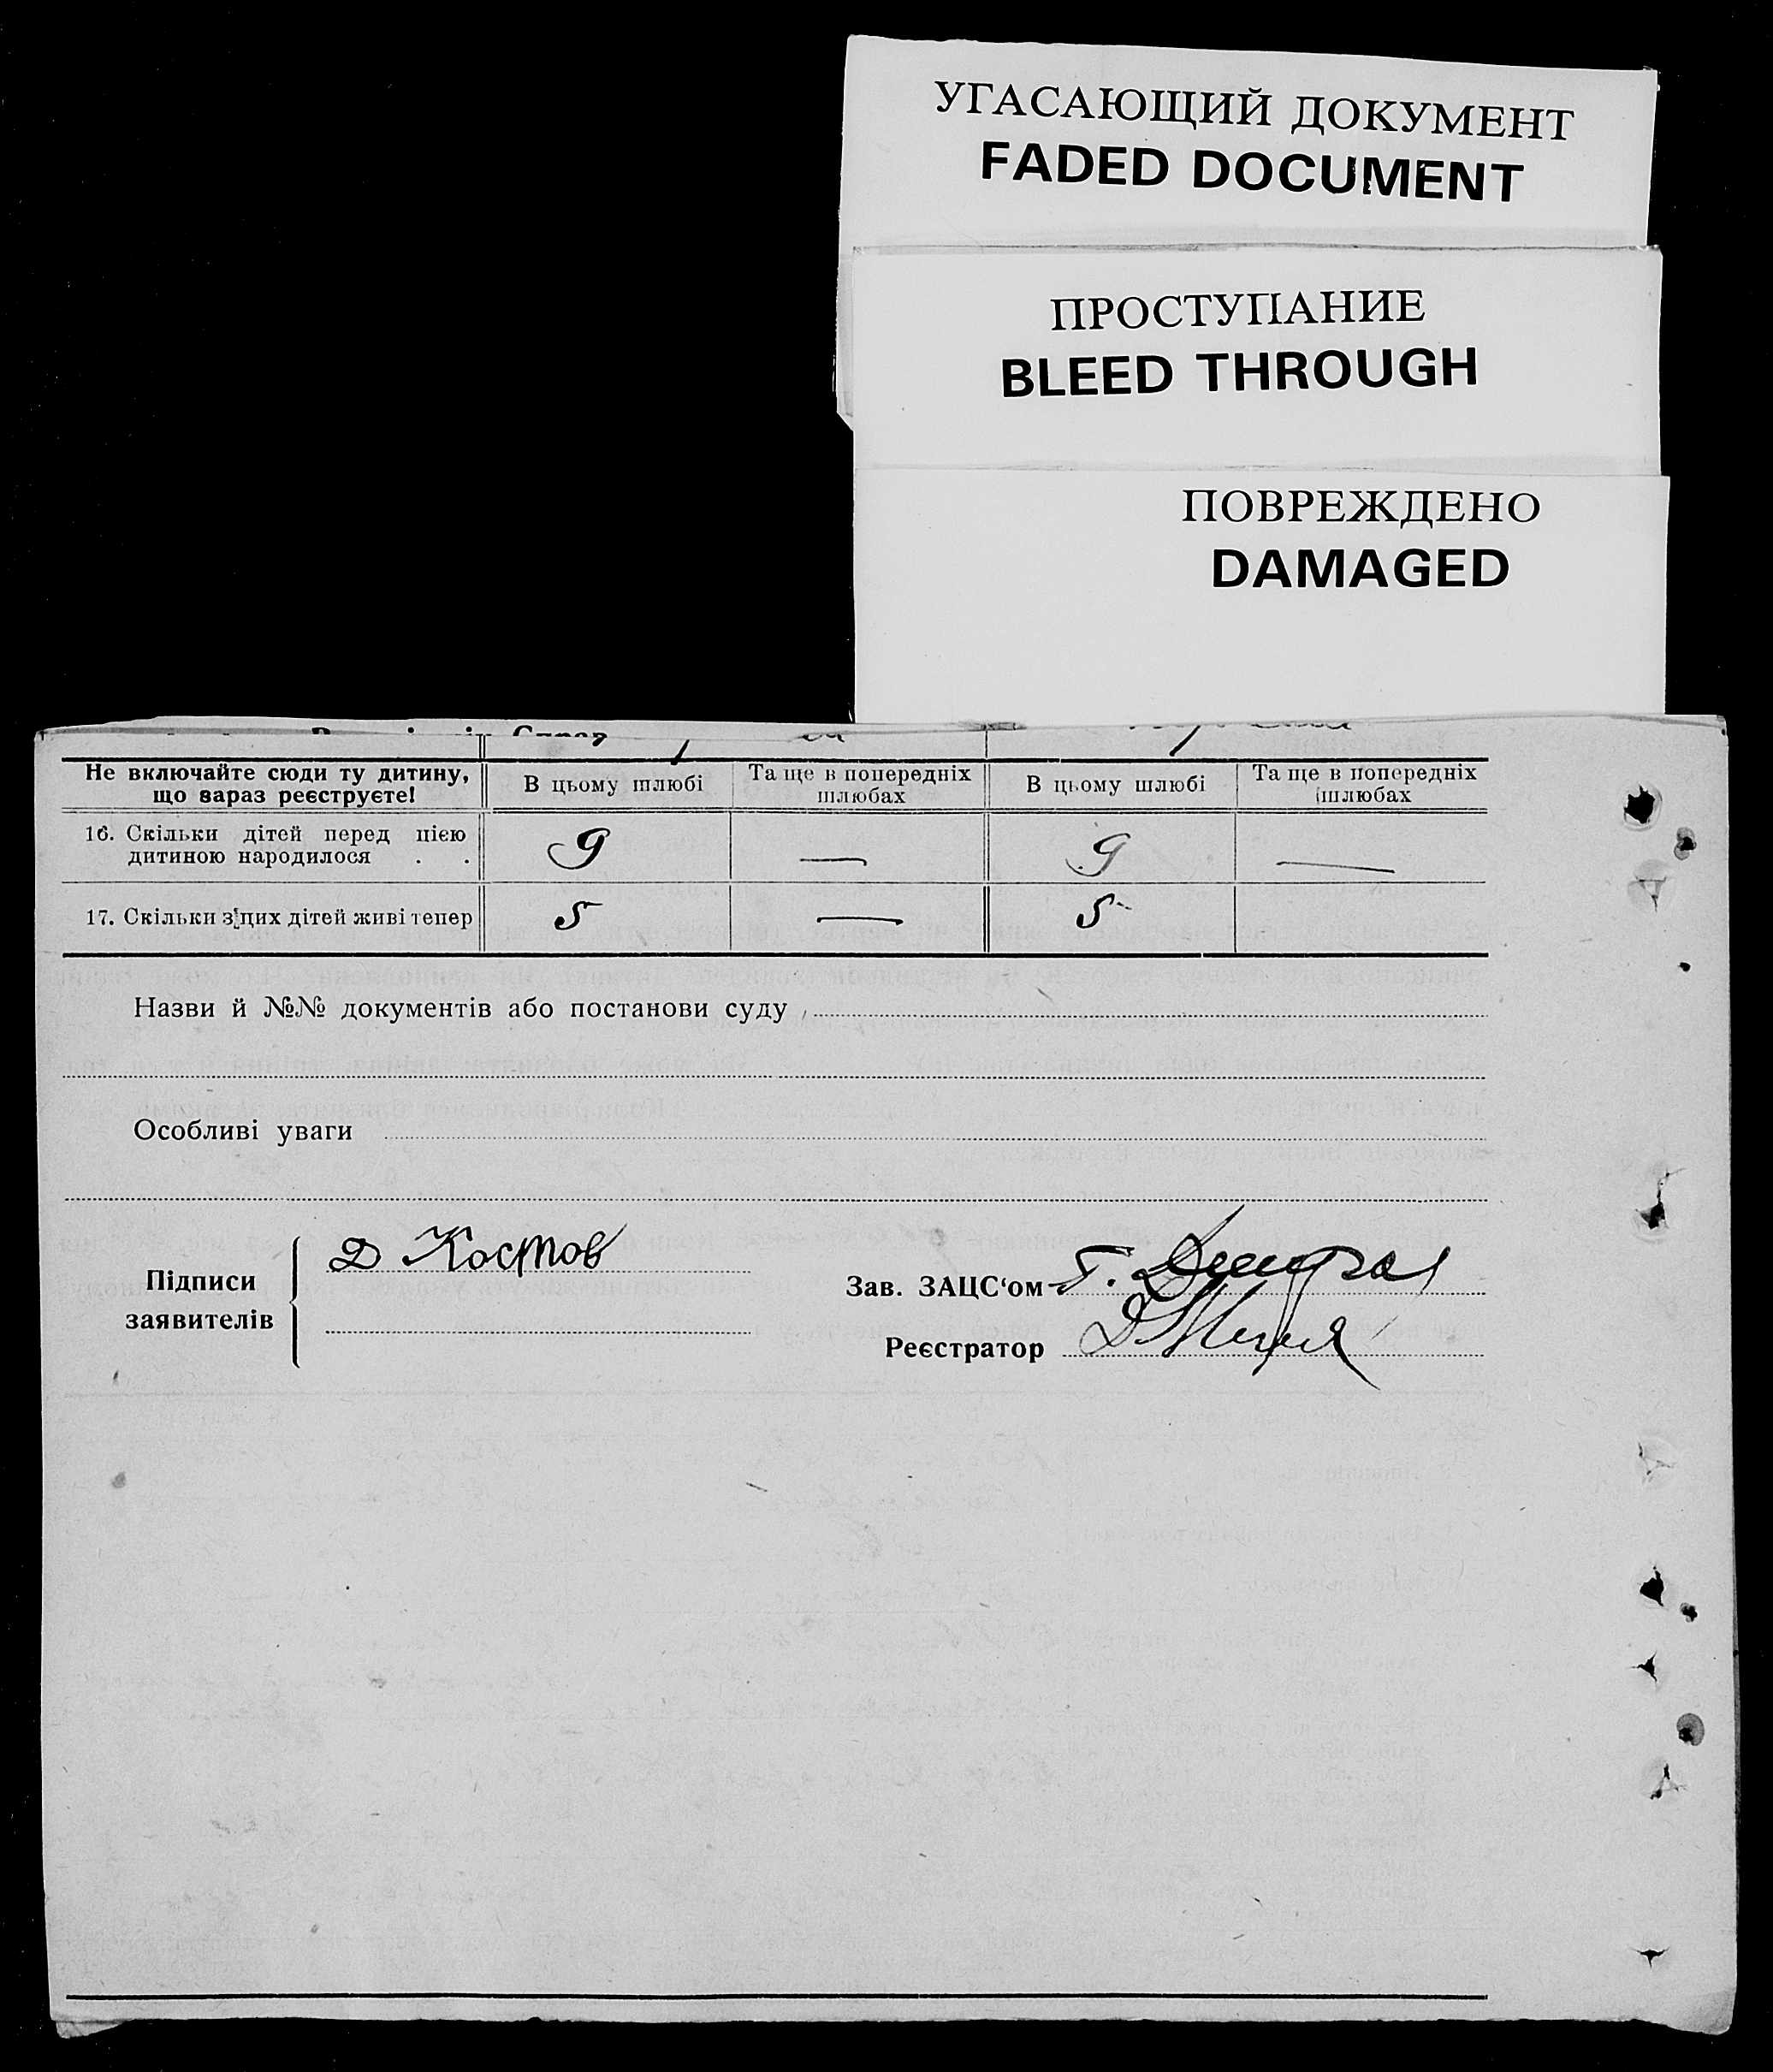 УГАСАЮЩИЙ ДОКУМЕНТ
FADED DOCUMENT
ПРОСТУПАНИЕ
BLEED THROUGH
ПОВРЕЖДЕНО
DAMAGED
Не включайте сюди ту дитину, що зараз реєструєте!
В цьому шлюбі
Та ще в попередніх шлюбах
В цьому шлюбі
Та ще в попередніх шлюбах
16. Скільки дітей перед цією
дитиною народилося . .
9 — 9 —
17. Скільки з цих дітей живі тепер 5 — 5
Назви й №№ документів або постанови суду
Особливі уваги
Підписи
заявителів
Д Костов
Зав. ЗАЦС‘ом
Реєстратор